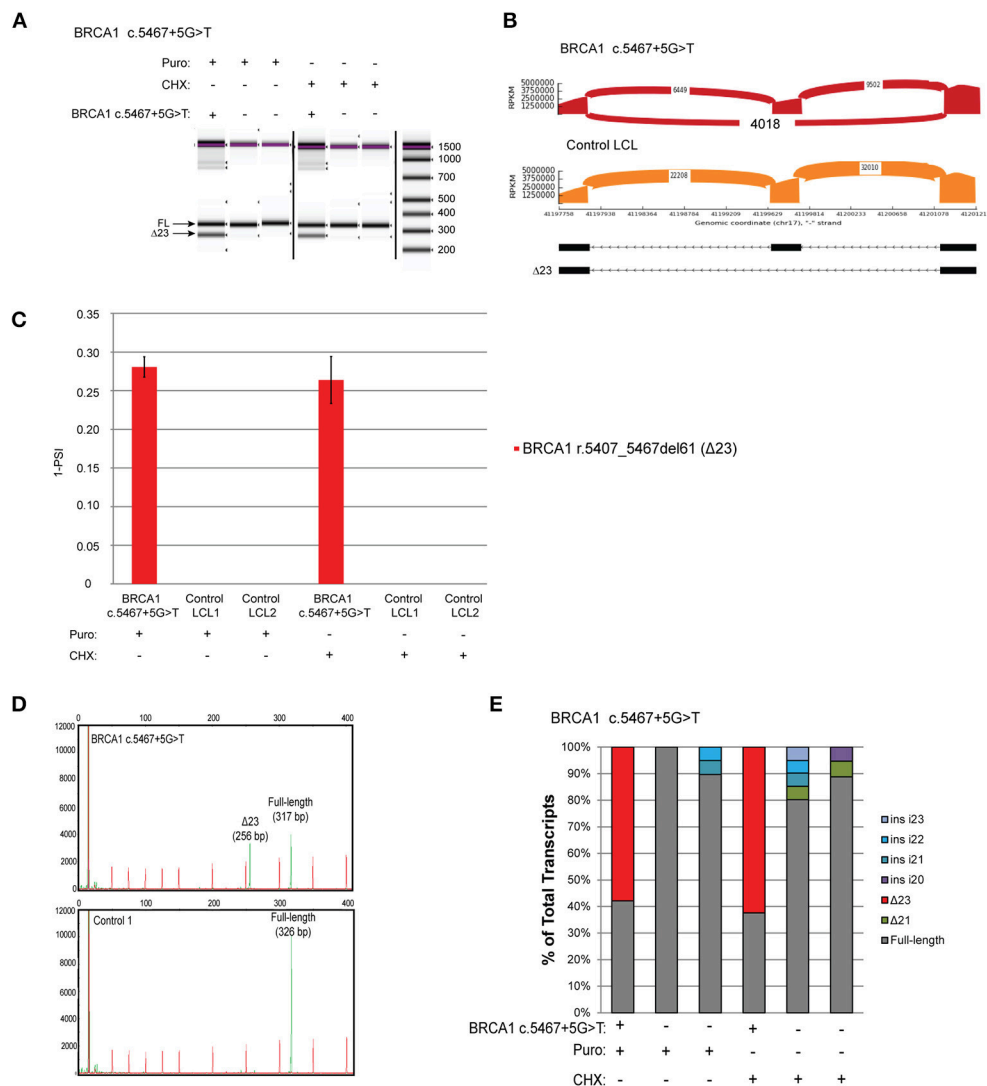 A
BRCA1 c.5467+5G>T
Puro: + + + - - -
CHX: - - - + + +
BRCA1 c.5467+5G>T: + - - + - -
1500
1000
700
500
400
300
200
FL
Δ23
B
BRCA1 c.5467+5G>T
5000000
3750000
2500000
1250000
RPKM
6449
9502
4018
Control LCL
5000000
3750000
2500000
1250000
RPKM
22208
32010
41197758 41197938 41198364 41198784 41199209 41199629 41199814 41200233 41200658 41201078 4120121
Genomic coordinate (chr17), "-" strand
Δ23
C
0.35
0.30
0.25
0.20
0.15
0.10
0.05
0
1-PSI
BRCA1 Control Control BRCA1 Control Control
c.5467+5G>T LCL1 LCL2 c.5467+5G>T LCL1 LCL2
Puro: + + + - - -
CHX: - - - + + +
BRCA1 r.5407_5467del61 (Δ23)
D
0 100 200 300 400
12000
10000
8000
6000
4000
2000
0
BRCA1 c.5467+5G>T
Δ23
(256 bp)
Full-length
(317 bp)
12000
10000
8000
6000
4000
2000
0
Control 1
Full-length
(326 bp)
E
BRCA1 c.5467+5G>T
100%
90%
80%
70%
60%
50%
40%
30%
20%
10%
0%
% of Total Transcripts
ins i23
ins i22
ins i21
ins i20
Δ23
Δ21
Full-length
BRCA1 c.5467+5G>T: + - - + - -
Puro: + + + - - -
CHX: - - - + + +